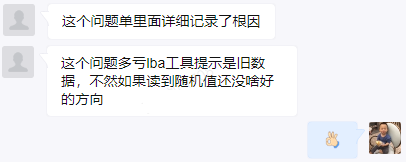 这个问题单里面详细记录了根因
这个问题多亏lba工具提示是旧数
据，不然如果读到随机值还没啥好
的方向